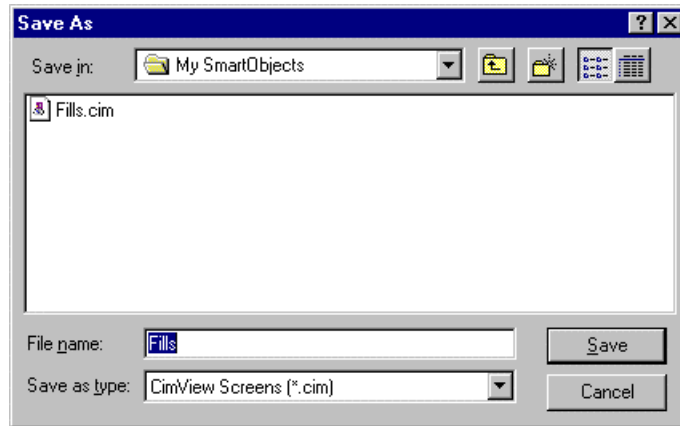 Save As
Save in: My SmartObjects
Fills.cim
File name: Fills Save
Save as type: CimView Screens (*.cim) Cancel